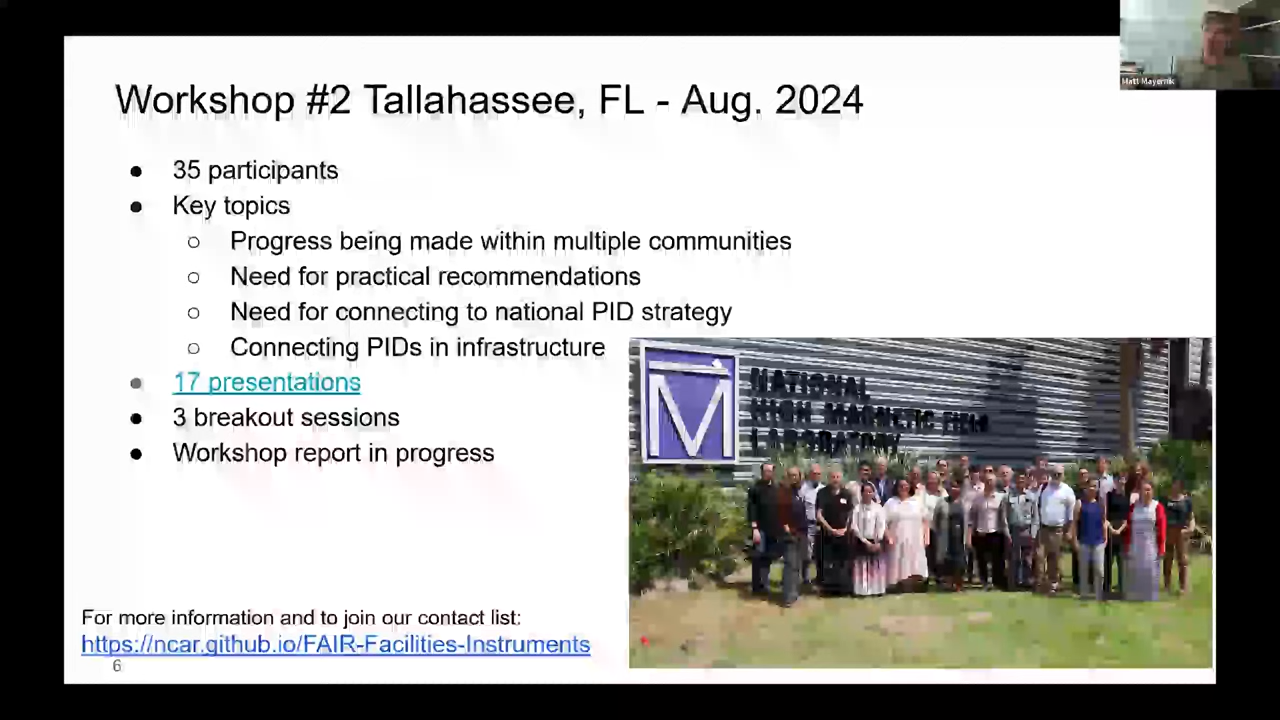 Matt Mayernik
Workshop #2 Tallahassee, FL - Aug. 2024
● 35 participants
● Key topics
○ Progress being made within multiple communities
○ Need for practical recommendations
○ Need for connecting to national PID strategy
○ Connecting PIDs in infrastructure
● 17 presentations
● 3 breakout sessions
● Workshop report in progress
NATIONAL
HIGH MAGNETIC FIELD
LABORATORY
For more information and to join our contact list:
https://ncar.github.io/FAIR-Facilities-Instruments
6